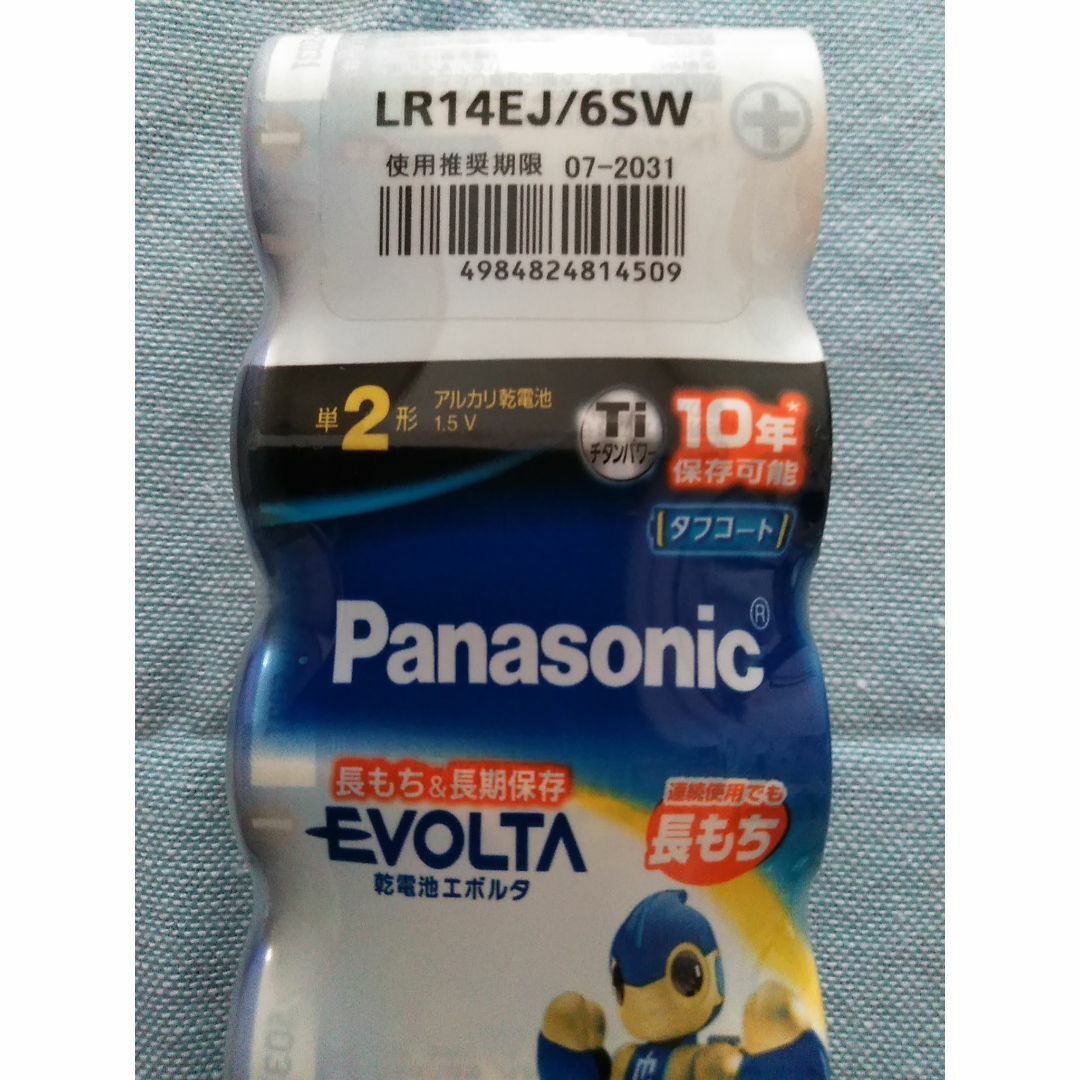 LR14EJ/6SW
使用推奨期限 07-2031
4984824814509
単2形
アルカリ乾電池
1.5 V
Ti
チタンパワー
10年*
保存可能
タフコート
Panasonic®
長もち&長期保存
EVOLTA
乾電池エボルタ
連続使用でも
長もち